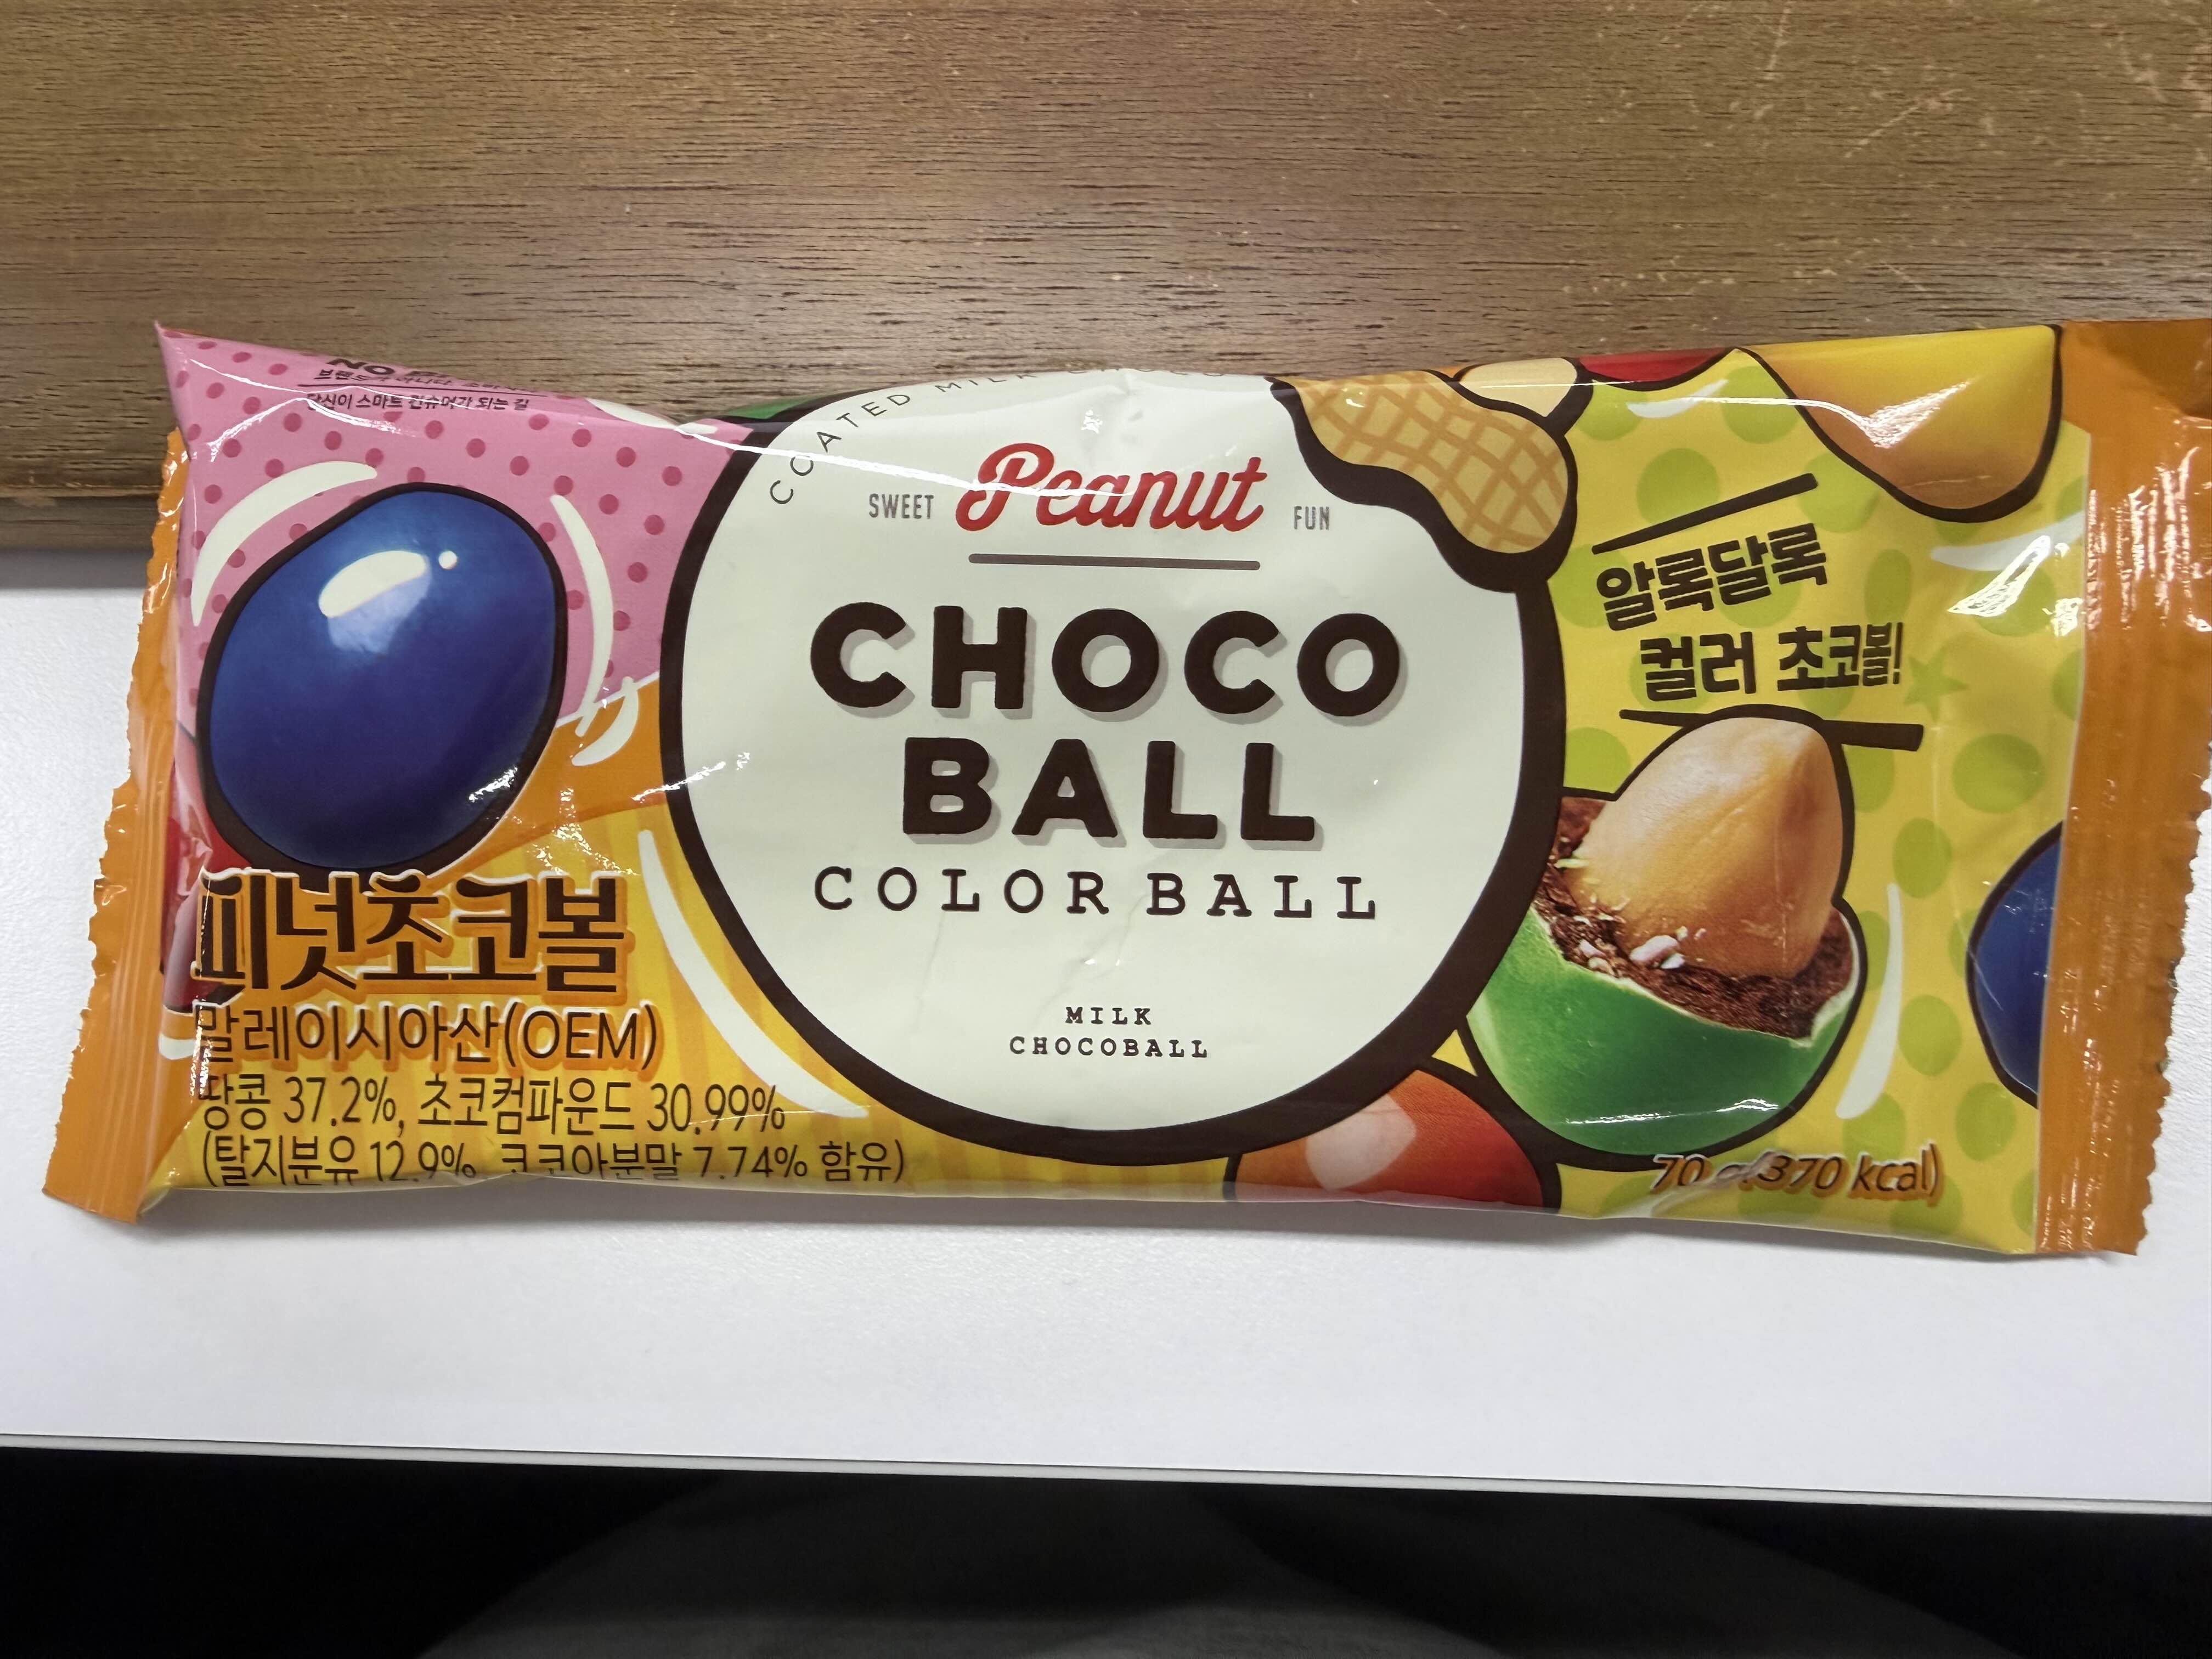 NO
당신이 스마트 컨슈머가 되는 길
COATED MILK CHOCO
SWEET Peanut FUN
CHOCO
BALL
COLOR BALL
MILK
CHOCOBALL
알록달록
컬러 초코볼!
피넛초코볼
말레이시아산(OEM)
땅콩 37.2%, 초코컴파운드 30.99%
(탈지분유 12.9%, 코코아분말 7.74% 함유)
70 g(370 kcal)